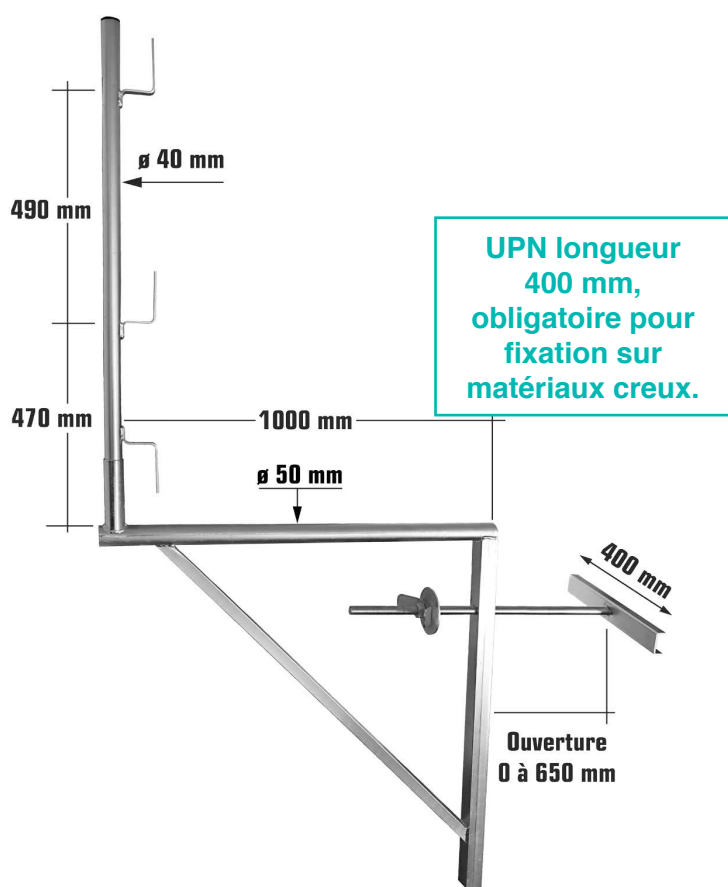 ø 40 mm
490 mm
UPN longueur
400 mm,
obligatoire pour
fixation sur
matériaux creux.
470 mm
1000 mm
ø 50 mm
400 mm
Ouverture
0 à 650 mm